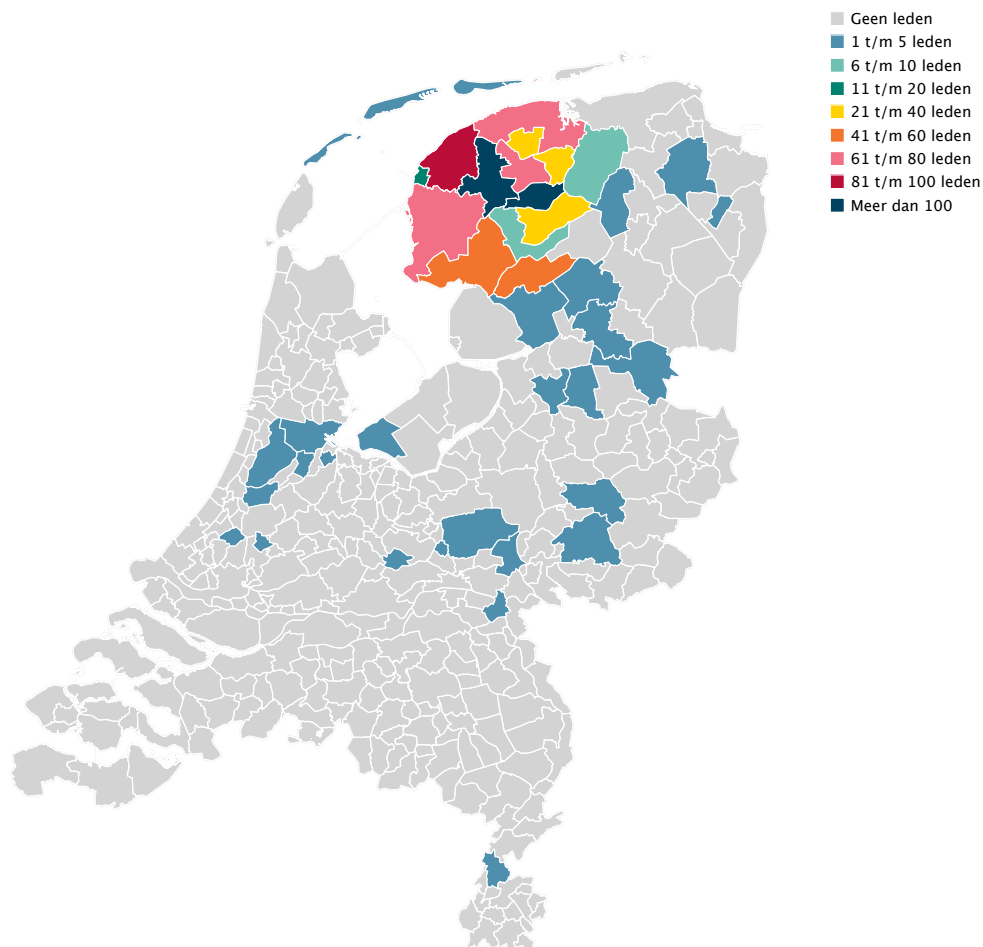 Geen leden
1 t/m 5 leden
6 t/m 10 leden
11 t/m 20 leden
21 t/m 40 leden
41 t/m 60 leden
61 t/m 80 leden
81 t/m 100 leden
Meer dan 100